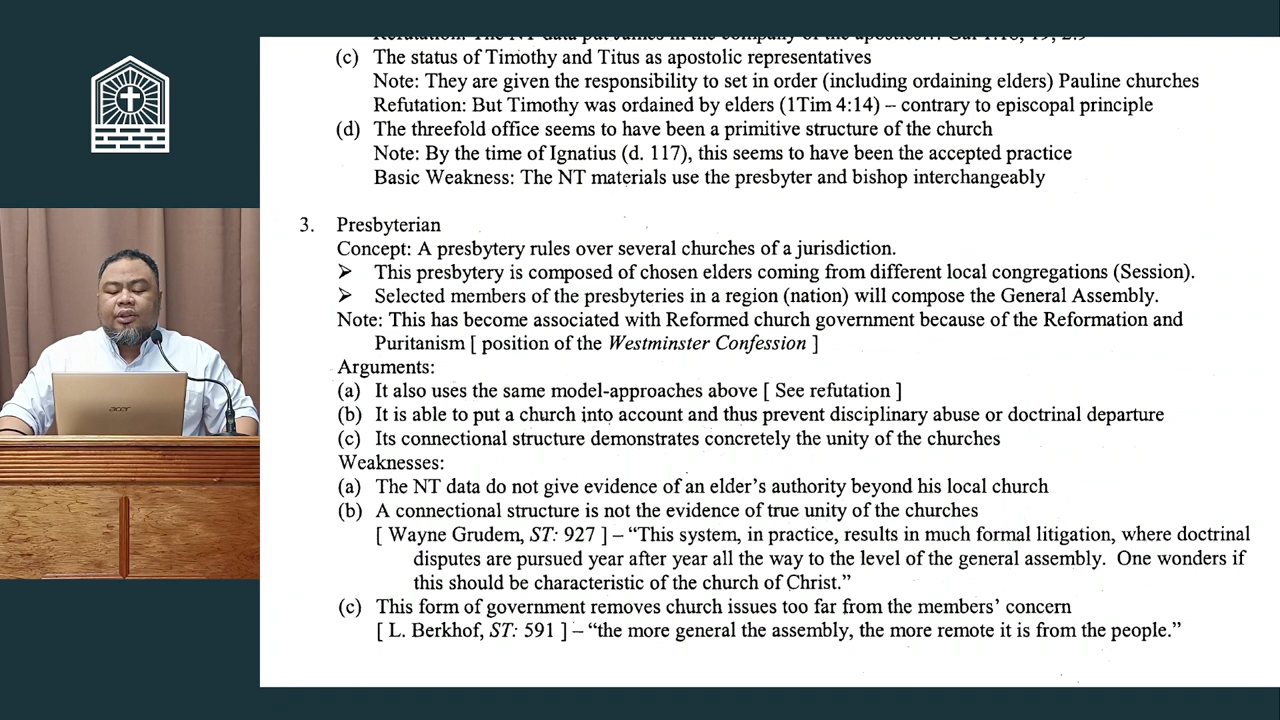 Refutation: The NT data put James in the company of the apostles
(c) The status of Timothy and Titus as apostolic representatives
Note: They are given the responsibility to set in order (including ordaining elders) Pauline churches
Refutation: But Timothy was ordained by elders (1Tim 4:14) – contrary to episcopal principle
(d) The threefold office seems to have been a primitive structure of the church
Note: By the time of Ignatius (d. 117), this seems to have been the accepted practice
Basic Weakness: The NT materials use the presbyter and bishop interchangeably
3. Presbyterian
Concept: A presbytery rules over several churches of a jurisdiction.
➢ This presbytery is composed of chosen elders coming from different local congregations (Session).
➢ Selected members of the presbyteries in a region (nation) will compose the General Assembly.
Note: This has become associated with Reformed church government because of the Reformation and
Puritanism [ position of the Westminster Confession ]
Arguments:
(a) It also uses the same model-approaches above [ See refutation ]
(b) It is able to put a church into account and thus prevent disciplinary abuse or doctrinal departure
(c) Its connectional structure demonstrates concretely the unity of the churches
Weaknesses:
(a) The NT data do not give evidence of an elder’s authority beyond his local church
(b) A connectional structure is not the evidence of true unity of the churches
[ Wayne Grudem, ST: 927 ] – “This system, in practice, results in much formal litigation, where doctrinal
disputes are pursued year after year all the way to the level of the general assembly. One wonders if
this should be characteristic of the church of Christ.”
(c) This form of government removes church issues too far from the members’ concern
[ L. Berkhof, ST: 591 ] – “the more general the assembly, the more remote it is from the people.”
acer